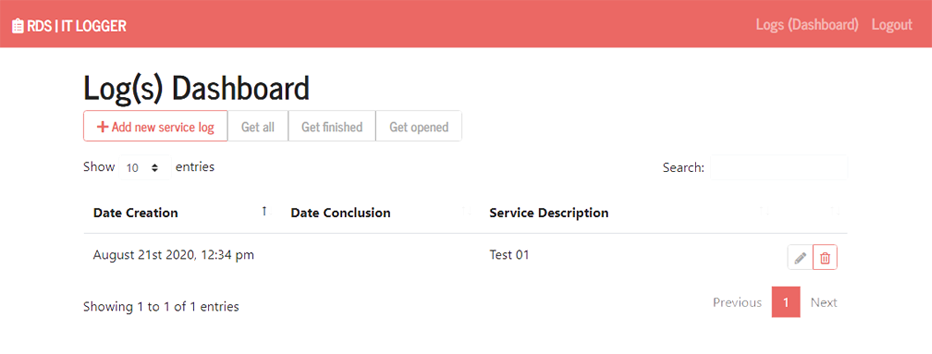 RDS | IT LOGGER Logs (Dashboard) Logout
Log(s) Dashboard
+ Add new service log Get all Get finished Get opened
Show 10 entries Search:
Date Creation Date Conclusion Service Description
August 21st 2020, 12:34 pm Test 01
Showing 1 to 1 of 1 entries Previous 1 Next